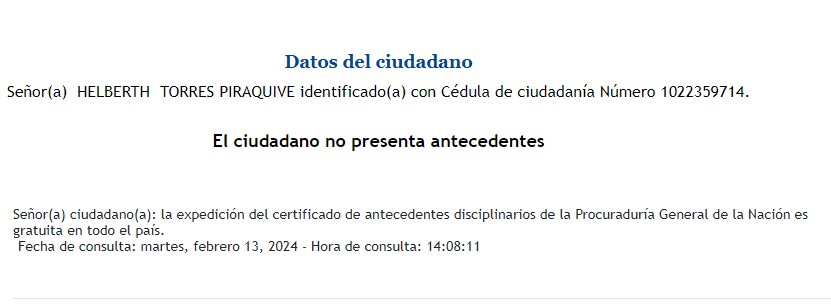 Datos del ciudadano
Señor(a)  HELBERTH  TORRES PIRAQUIVE identificado(a) con Cédula de ciudadanía Número 1022359714.
El ciudadano no presenta antecedentes
Señor(a) ciudadano(a): la expedición del certificado de antecedentes disciplinarios de la Procuraduría General de la Nación es
gratuita en todo el país.
Fecha de consulta: martes, febrero 13, 2024 - Hora de consulta: 14:08:11